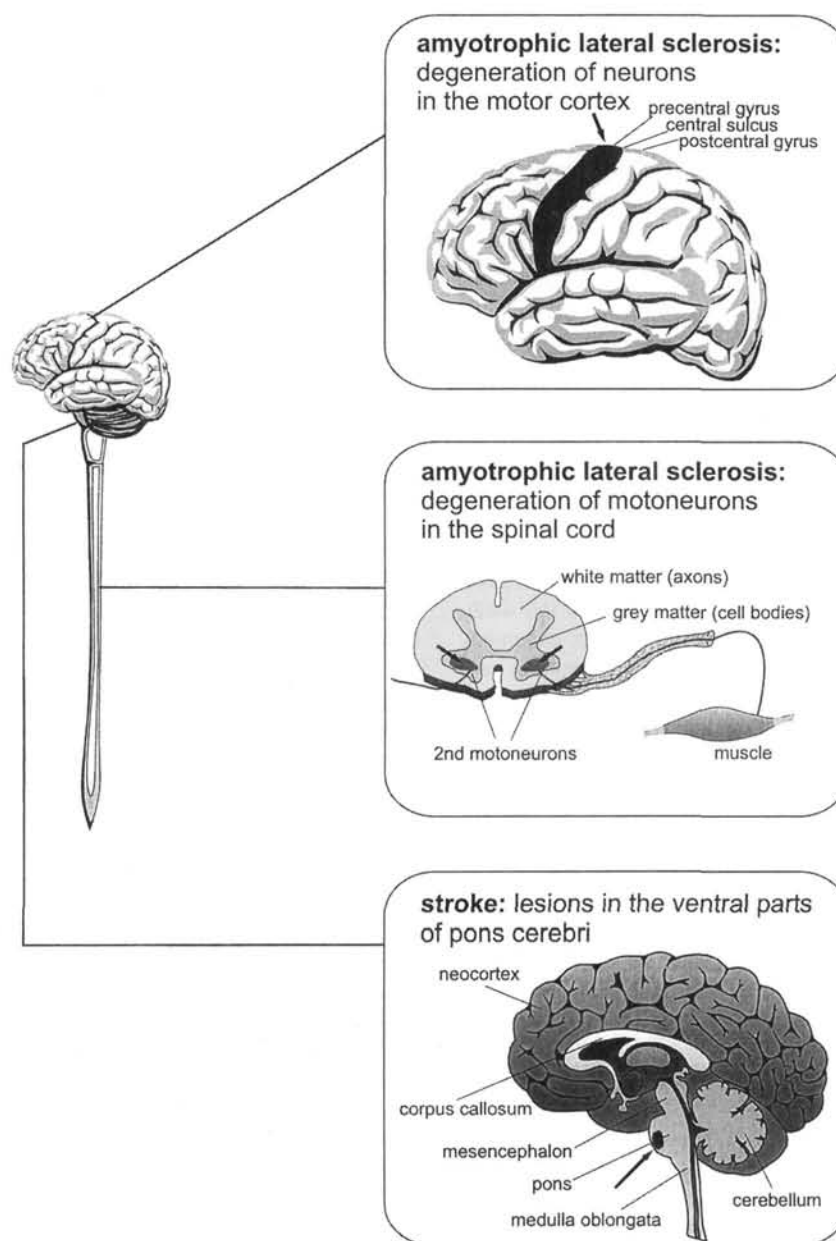 amyotrophic lateral sclerosis:
degeneration of neurons
in the motor cortex
precentral gyrus
central sulcus
postcentral gyrus
amyotrophic lateral sclerosis:
degeneration of motoneurons
in the spinal cord
white matter (axons)
grey matter (cell bodies)
2nd motoneurons
muscle
stroke: lesions in the ventral parts
of pons cerebri
neocortex
corpus callosum
mesencephalon
pons
cerebellum
medulla oblongata